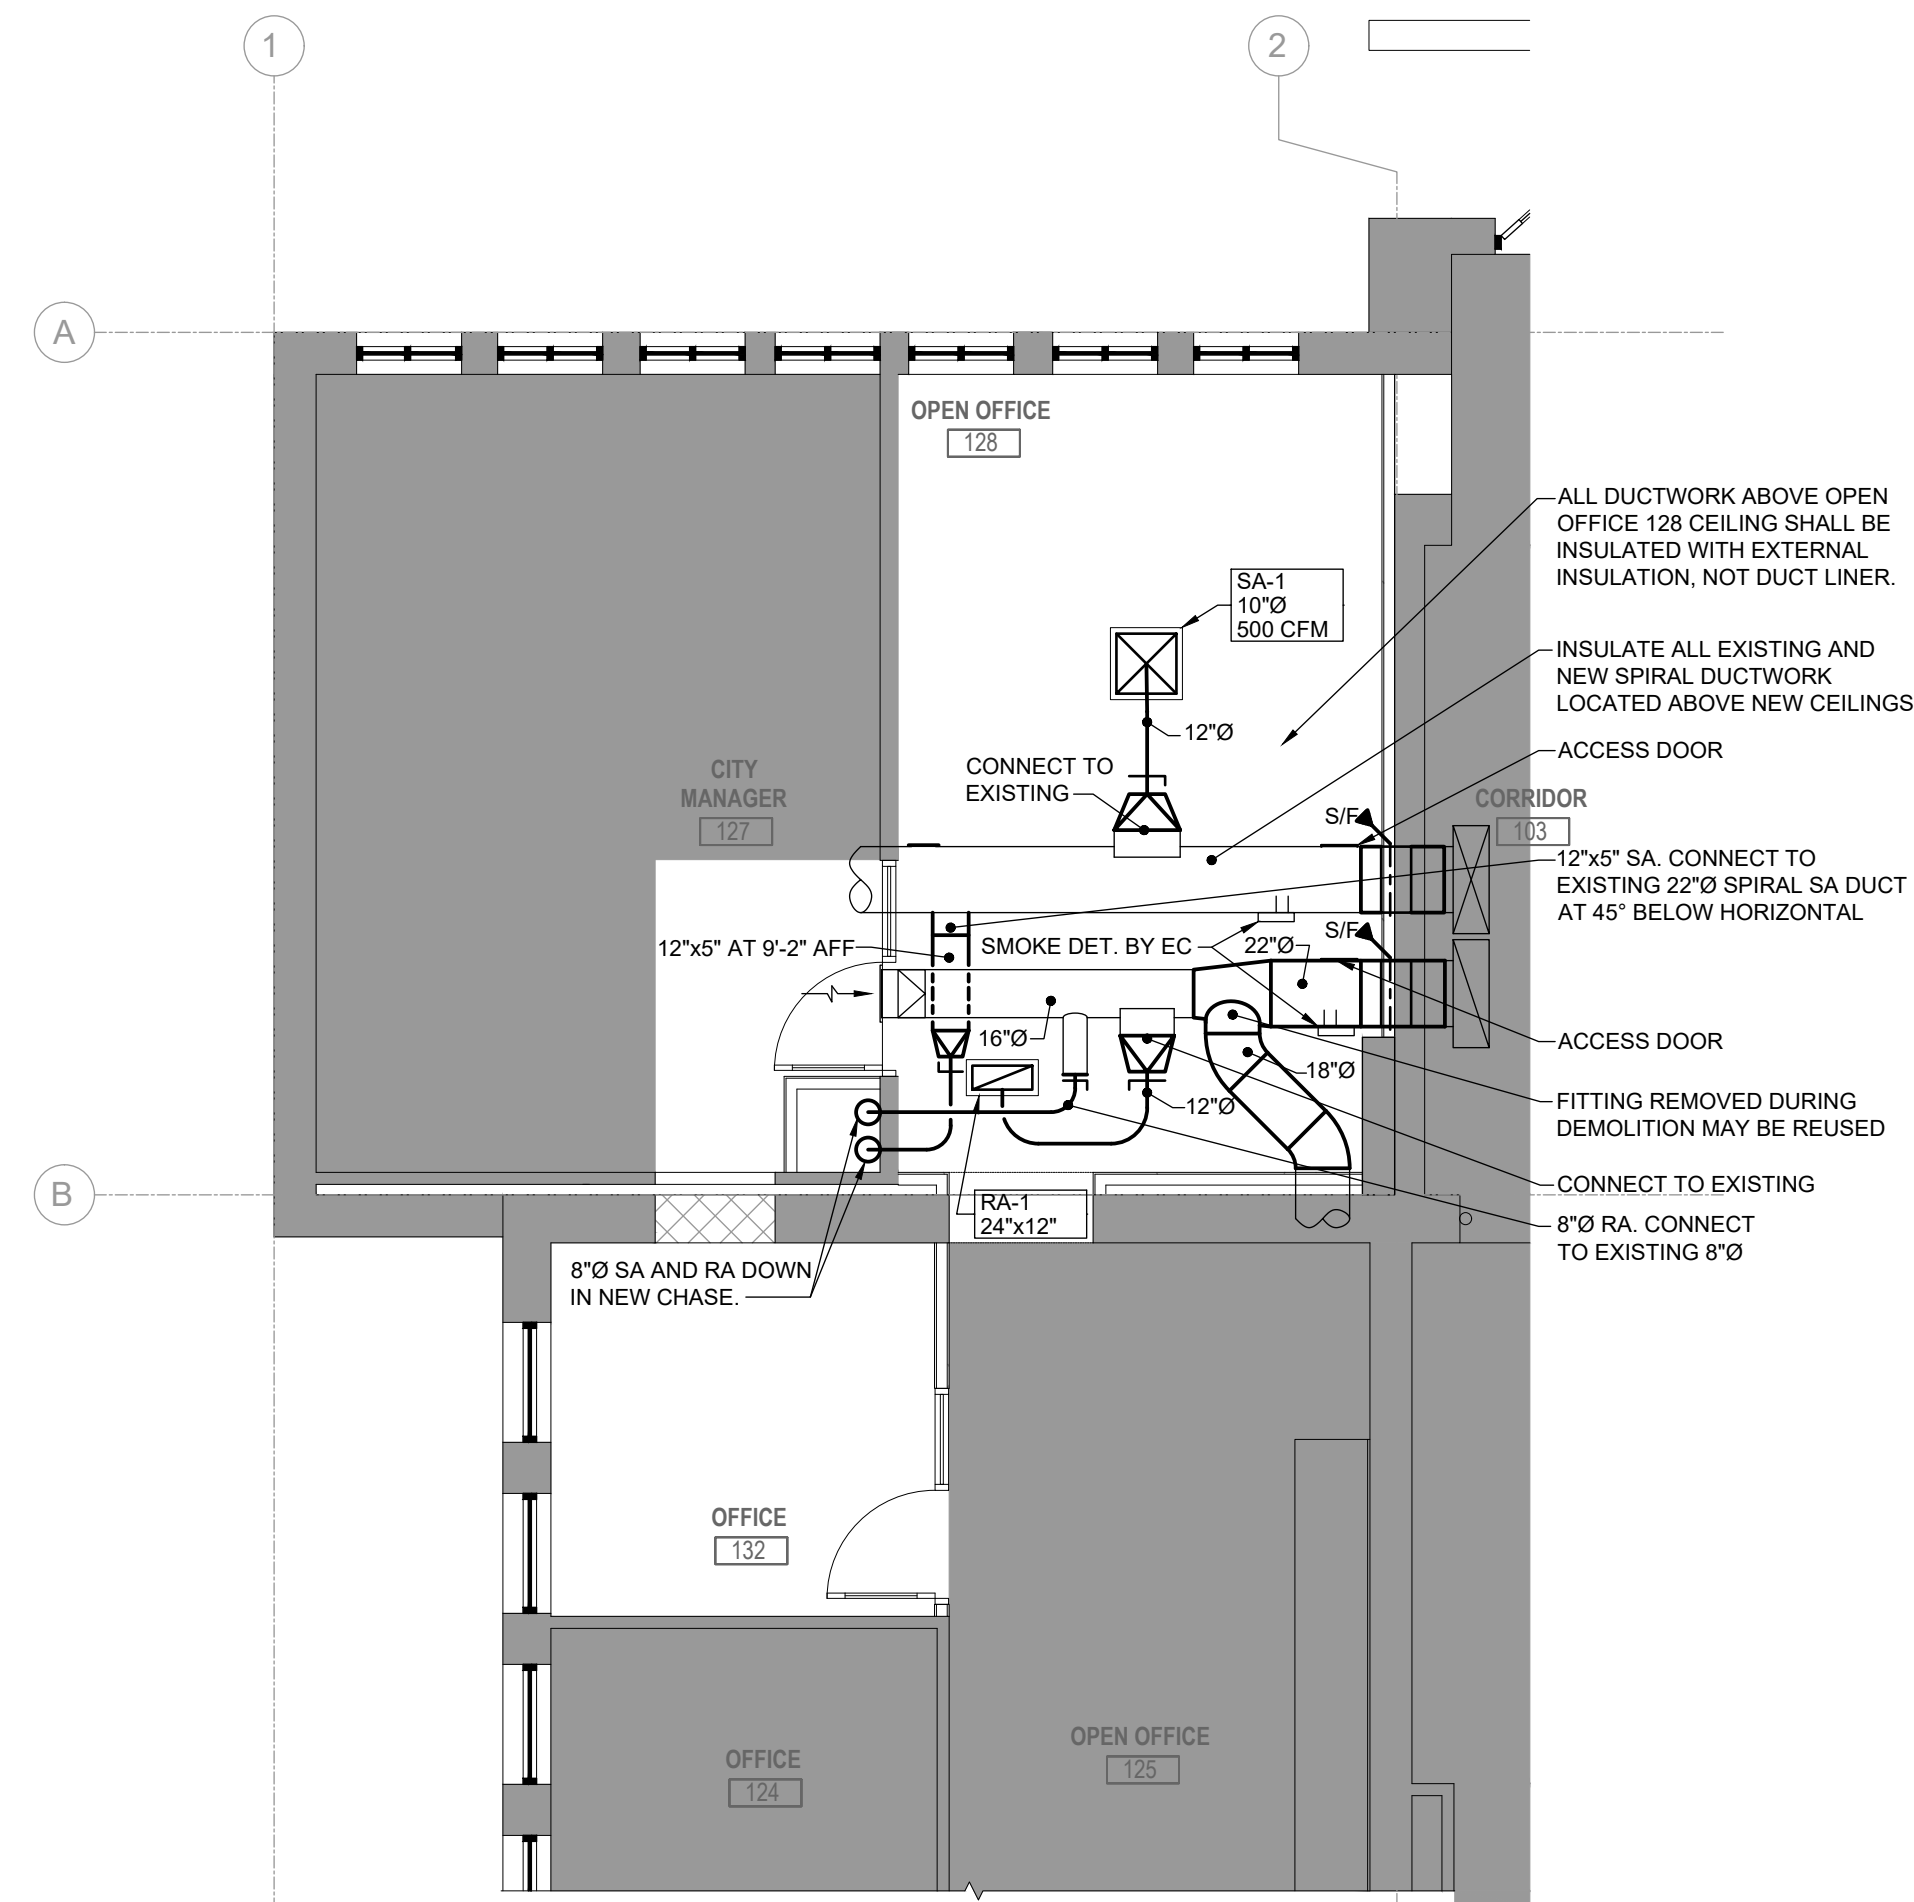 1
2
A
OPEN OFFICE
128
ALL DUCTWORK ABOVE OPEN
OFFICE 128 CEILING SHALL BE
INSULATED WITH EXTERNAL
INSULATION, NOT DUCT LINER.
SA-1
10"Ø
500 CFM
INSULATE ALL EXISTING AND
NEW SPIRAL DUCTWORK
LOCATED ABOVE NEW CEILINGS
12"Ø
CONNECT TO
EXISTING
ACCESS DOOR
CITY
MANAGER
127
CORRIDOR
103
S/F
12"x5" SA. CONNECT TO
EXISTING 22"Ø SPIRAL SA DUCT
AT 45° BELOW HORIZONTAL
12"x5" AT 9'-2" AFF
SMOKE DET. BY EC
22"Ø
S/F
16"Ø
18"Ø
12"Ø
ACCESS DOOR
FITTING REMOVED DURING
DEMOLITION MAY BE REUSED
CONNECT TO EXISTING
B
RA-1
24"x12"
8"Ø RA. CONNECT
TO EXISTING 8"Ø
8"Ø SA AND RA DOWN
IN NEW CHASE.
OFFICE
132
OPEN OFFICE
125
OFFICE
124